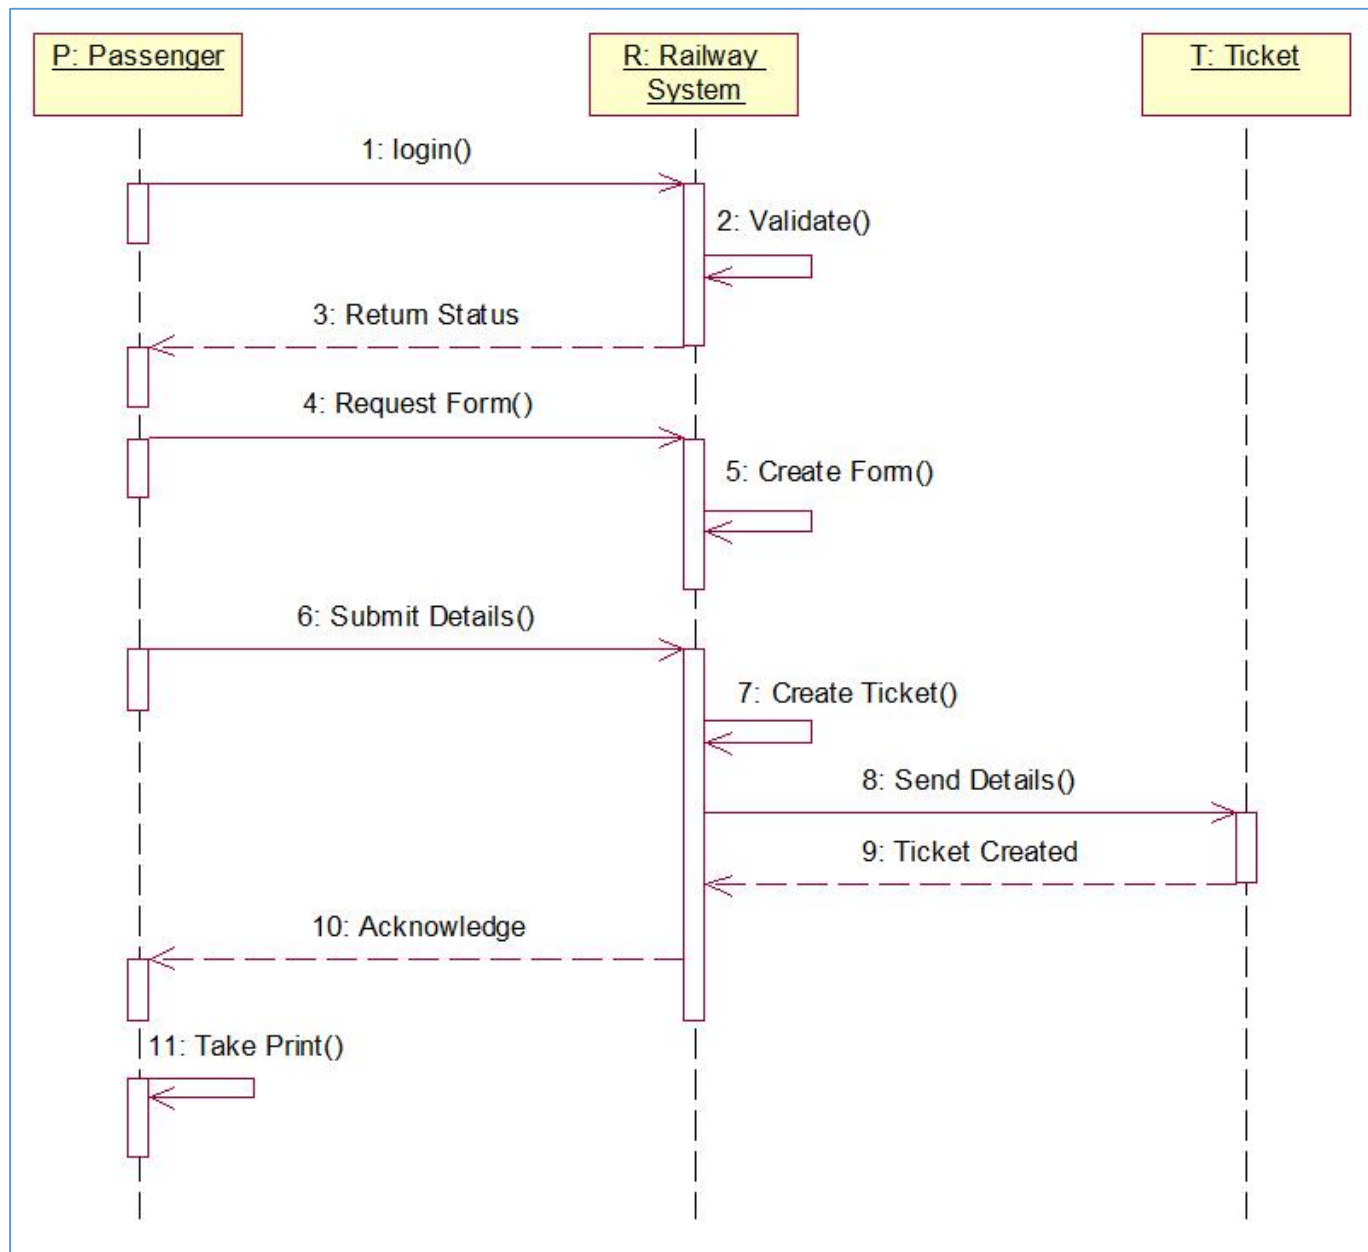 P: Passenger
R: Railway
System
T: Ticket
1: login()
2: Validate()
3: Return Status
4: Request Form()
5: Create Form()
6: Submit Details()
7: Create Ticket()
8: Send Details()
9: Ticket Created
10: Acknowledge
11: Take Print()